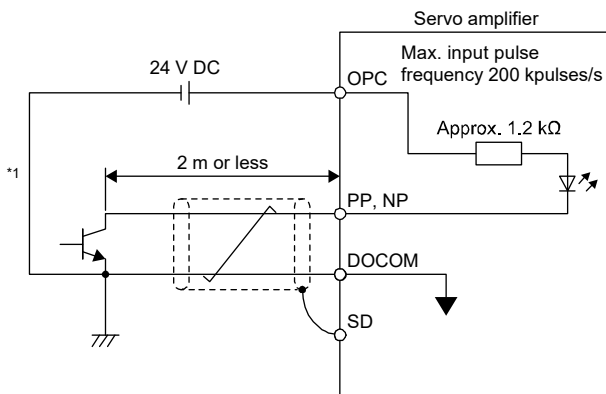 Servo amplifier
Max. input pulse
frequency 200 kpulses/s
24 V DC
OPC
Approx. 1.2 kΩ
*1
2 m or less
PP, NP
DOCOM
SD